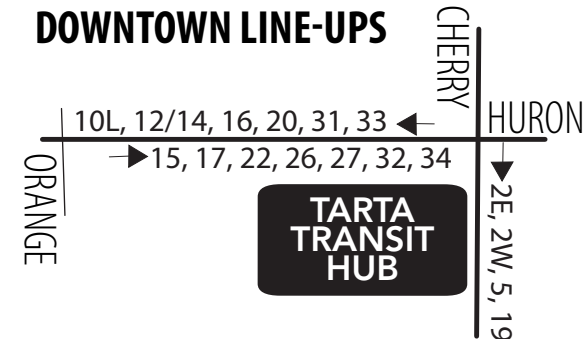 DOWNTOWN LINE-UPS
CHERRY
10L, 12/14, 16, 20, 31, 33
HURON
15, 17, 22, 26, 27, 32, 34
ORANGE
TARTA
TRANSIT
HUB
2E, 2W, 5, 19